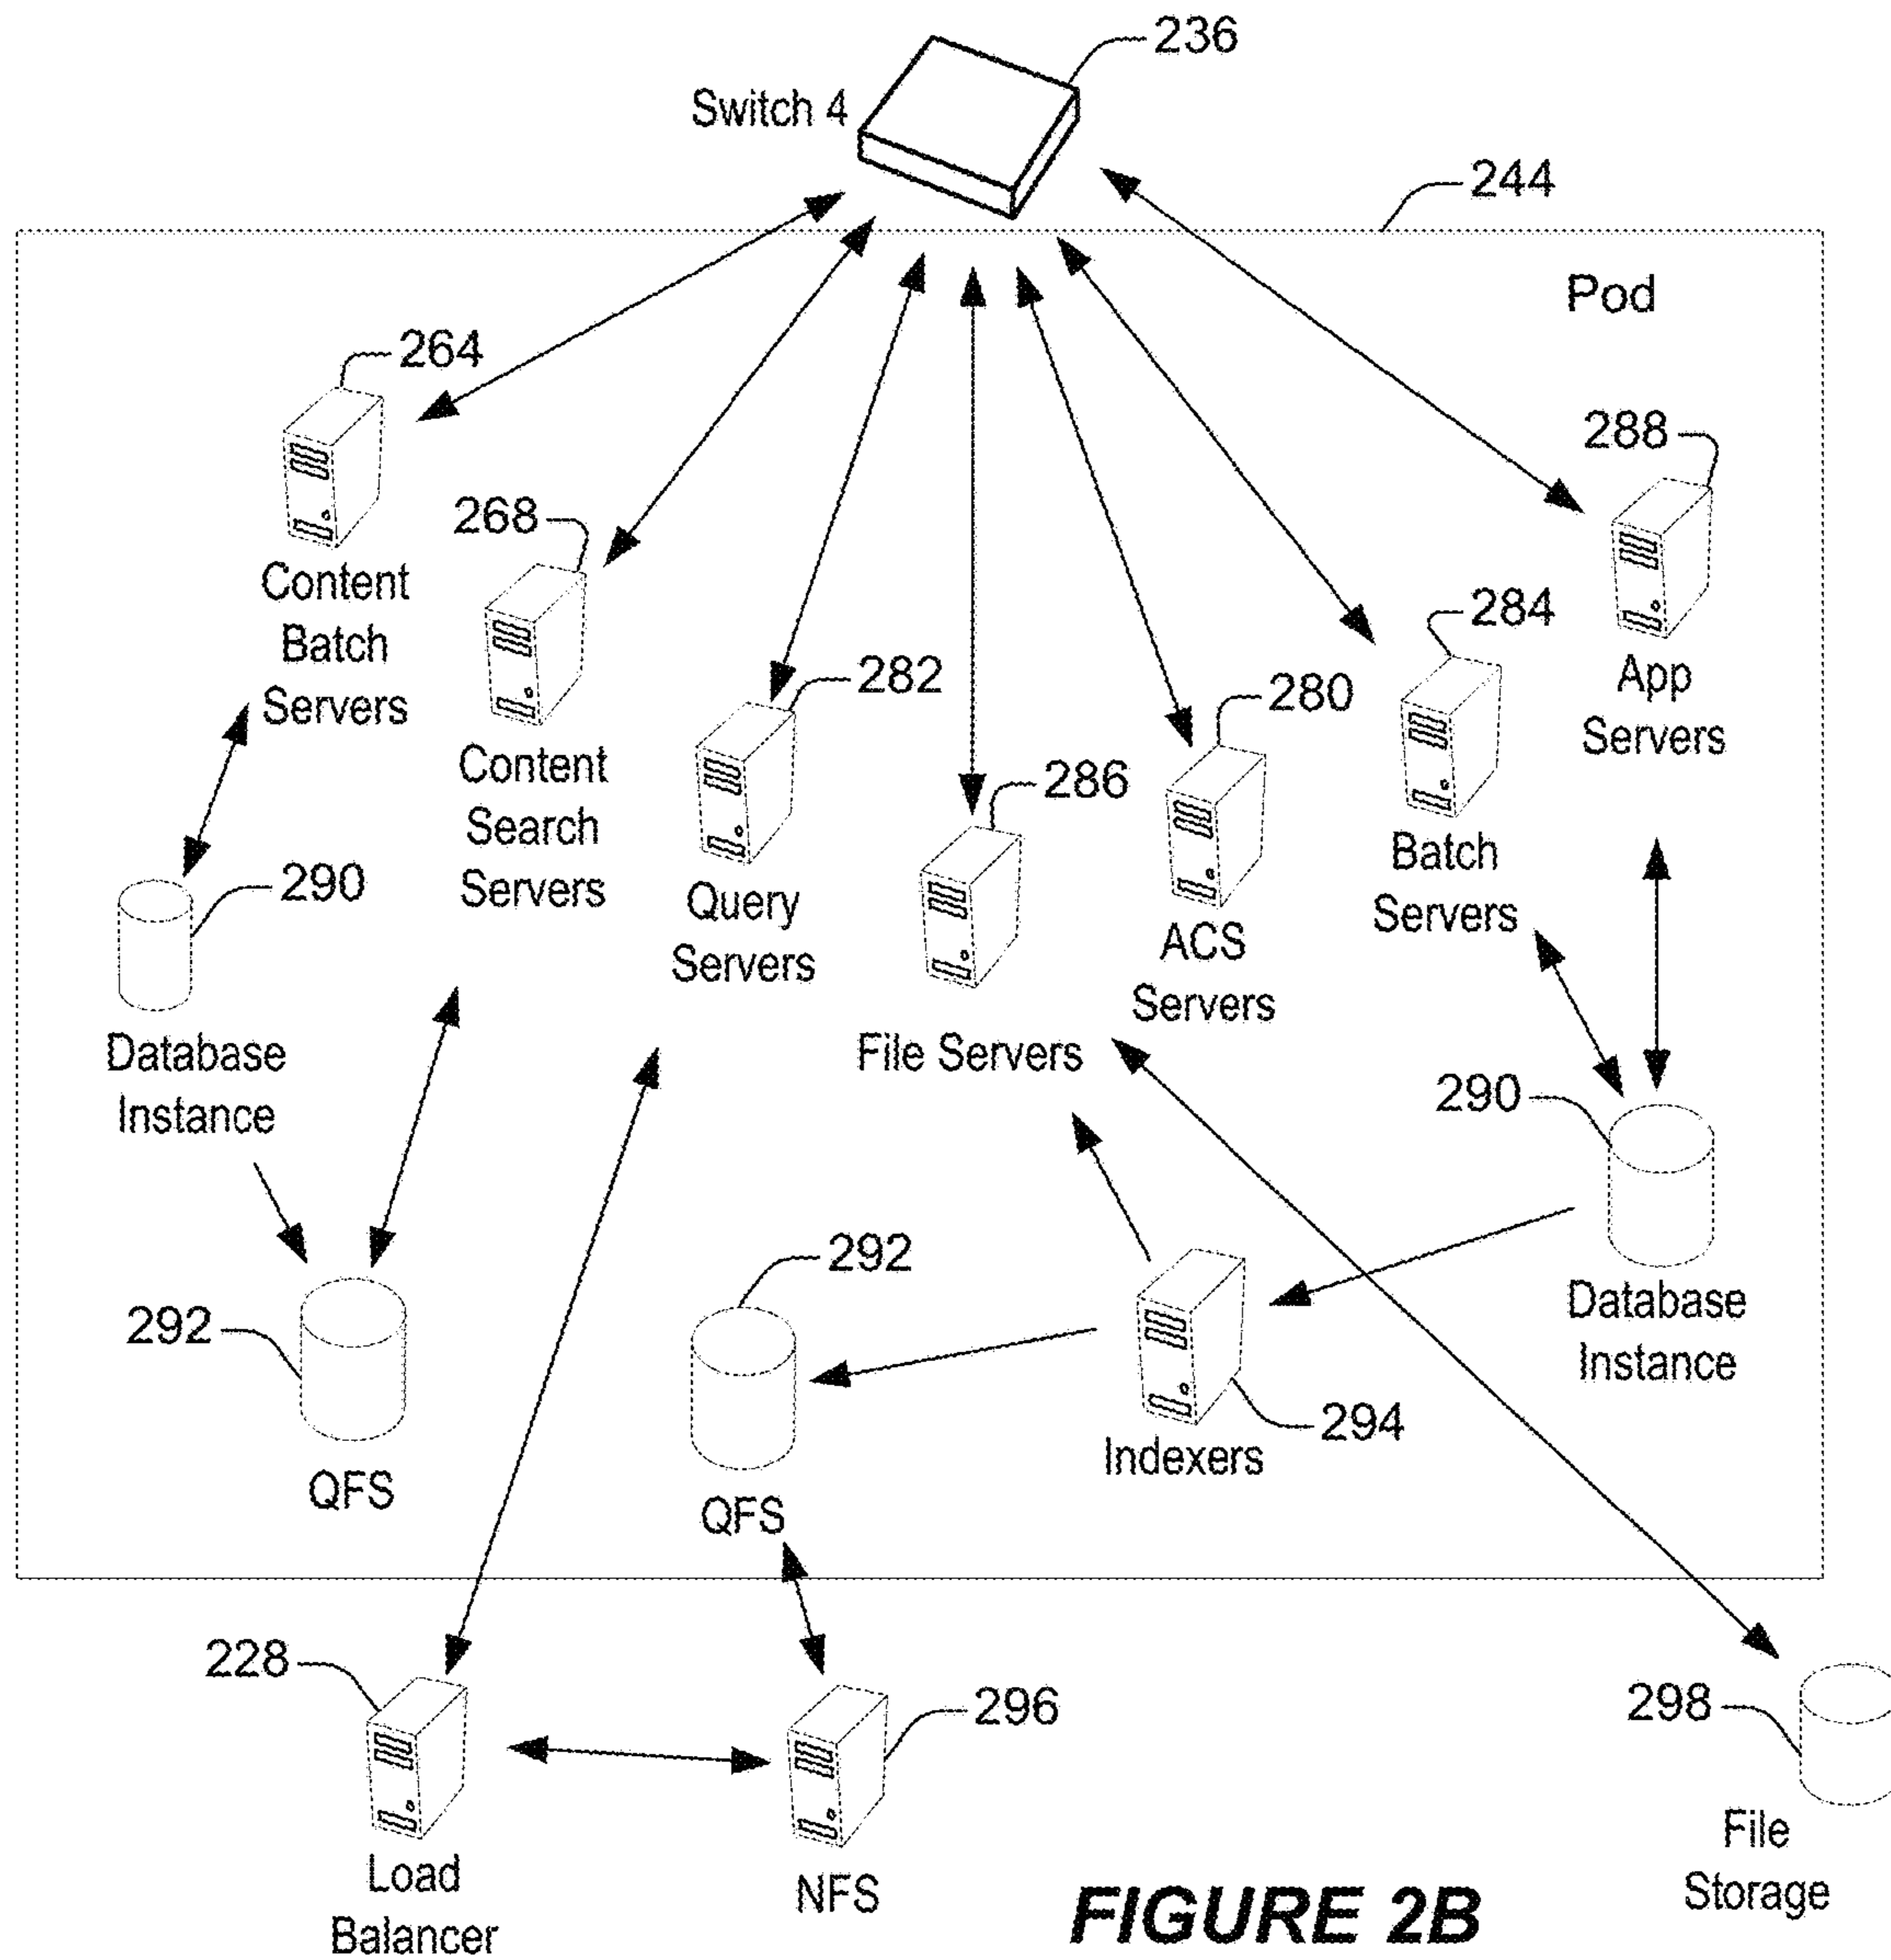 236
Switch 4
244
Pod
264
288
268
Content
Batch
Servers
284
282
280
App
Servers
Content
Search
Servers
286
Batch
Servers
290
Query
Servers
ACS
Servers
Database
Instance
File Servers
290
292
292
Database
Instance
294
Indexers
QFS
QFS
228
296
298
Load
Balancer
NFS
File
Storage
FIGURE 2B